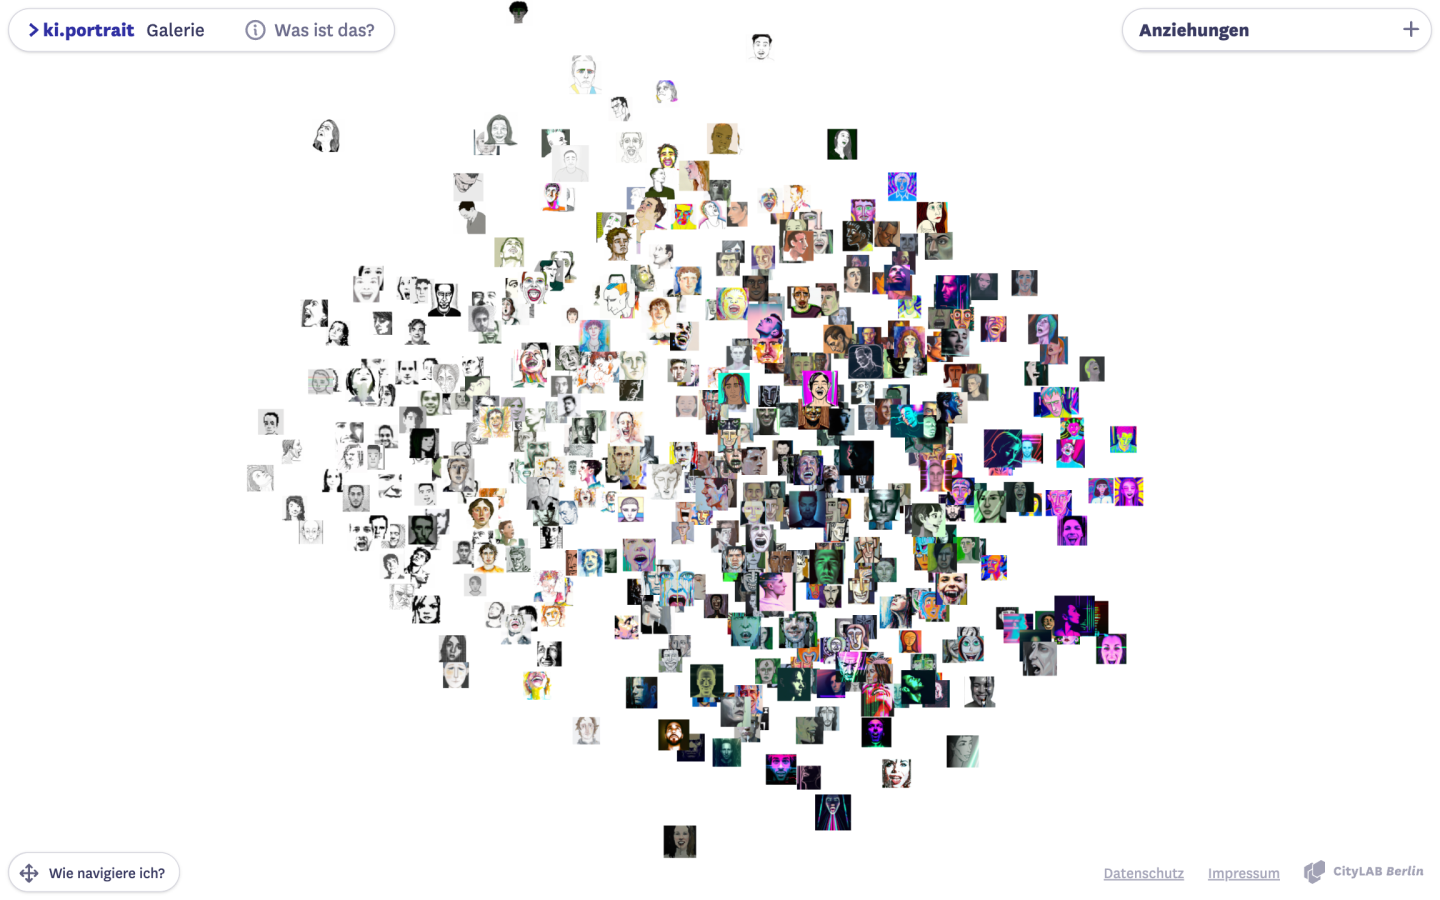 ki.portrait Galerie Was ist das?
Anziehungen
Wie navigiere ich?
Datenschutz Impressum CityLAB Berlin